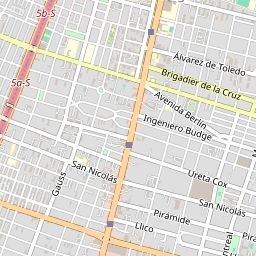 5b-S
Álvarez de Toledo
Brigadier de la Cruz
5a-S
Avenida Berlín
Ingeniero Budge
San Nicolás
Gauss
Ureta Cox
San Nicolás
Pirámide
Llico